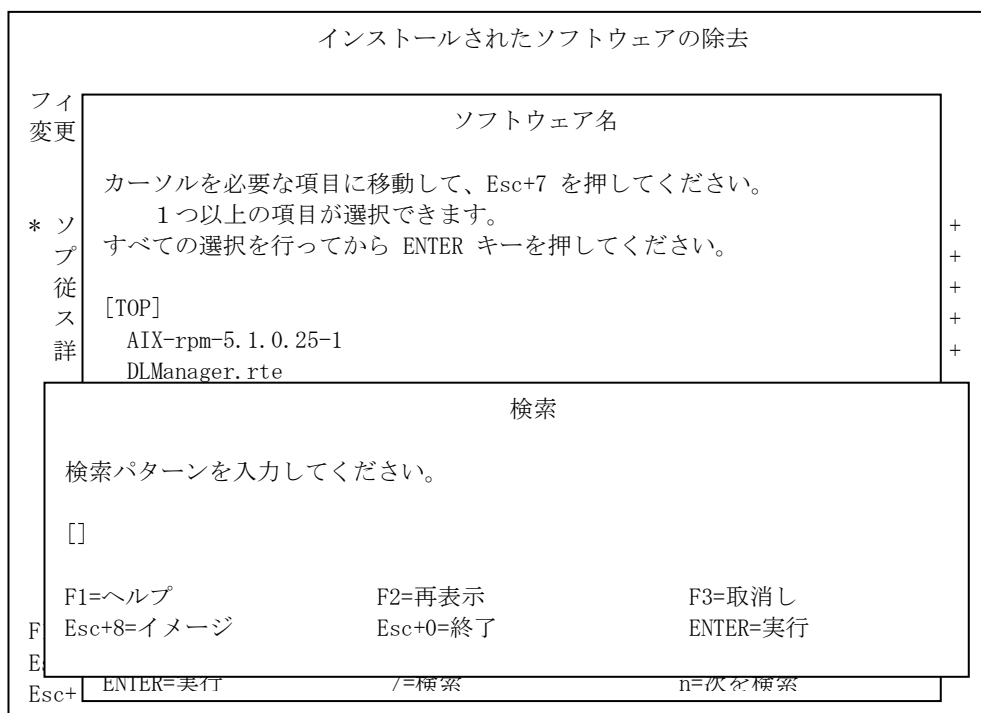 インストールされたソフトウェアの除去
フィ
変更
ソフトウェア名
カーソルを必要な項目に移動して、Esc+7 を押してください。
１つ以上の項目が選択できます。
すべての選択を行ってから ENTER キーを押してください。
* ソ +
プ +
従 +
ス +
詳 +
[TOP]
AIX-rpm-5.1.0.25-1
DLManager.rte
検索
検索パターンを入力してください。
[]
F1=ヘルプ F2=再表示 F3=取消し
Esc+8=イメージ Esc+0=終了 ENTER=実行
F
Es
Esc+
ENTER=実行 /=検索 n=次を検索